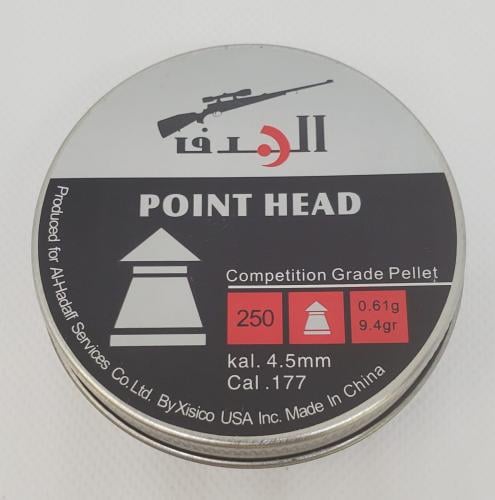 الهدف
POINT HEAD
Competition Grade Pellet
250
0.61g
9.4gr
kal. 4.5mm
Cal .177
Produced for Al-Hadaff Services Co.Ltd. By Xisico USA Inc. Made In China